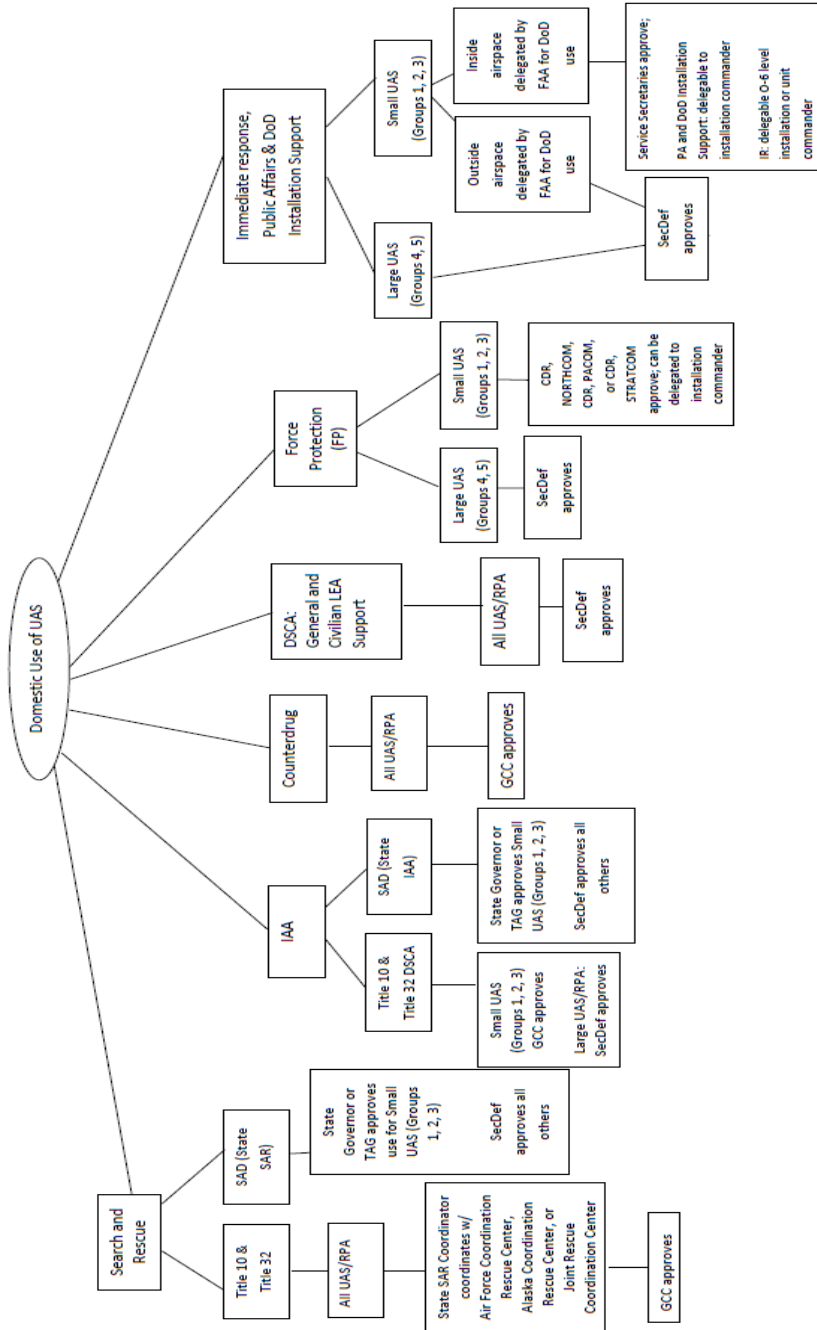 Domestic Use of UAS
Search and
Rescue
Title 10 &
Title 32
All UAS/RPA
State SAR Coordinator
coordinates w/
Air Force Coordination
Rescue Center,
Alaska Coordination
Rescue Center, or
Joint Rescue
Coordination Center
GCC approves
SAD (State
SAR)
State
Governor or
TAG approves
use for Small
UAS (Groups
1, 2, 3)
SecDef
approves all
others
IAA
Title 10 &
Title 32 DSCA
Small UAS
(Groups 1, 2, 3)
GCC approves
Large UAS/RPA:
SecDef approves
SAD (State
IAA)
State Governor or
TAG approves Small
UAS (Groups 1, 2, 3)
SecDef approves all
others
Counterdrug
All UAS/RPA
GCC approves
DSCA:
General and
Civilian LEA
Support
All UAS/RPA
SecDef
approves
Force
Protection
(FP)
Large UAS
(Groups 4, 5)
SecDef
approves
Small UAS
(Groups 1, 2, 3)
CDR,
NORTHCOM,
CDR, PACOM,
or CDR,
STRATCOM
approve; can be
delegated to
installation
commander
Immediate response,
Public Affairs & DoD
Installation Support
Large UAS
(Groups 4, 5)
Small UAS
(Groups 1, 2, 3)
Outside
airspace
delegated by
FAA for DoD
use
SecDef
approves
Inside
airspace
delegated by
FAA for DoD
use
Service Secretaries approve;
PA and DoD Installation
Support: delegable to
installation commander
IR: delegable O-6 level
installation or unit
commander